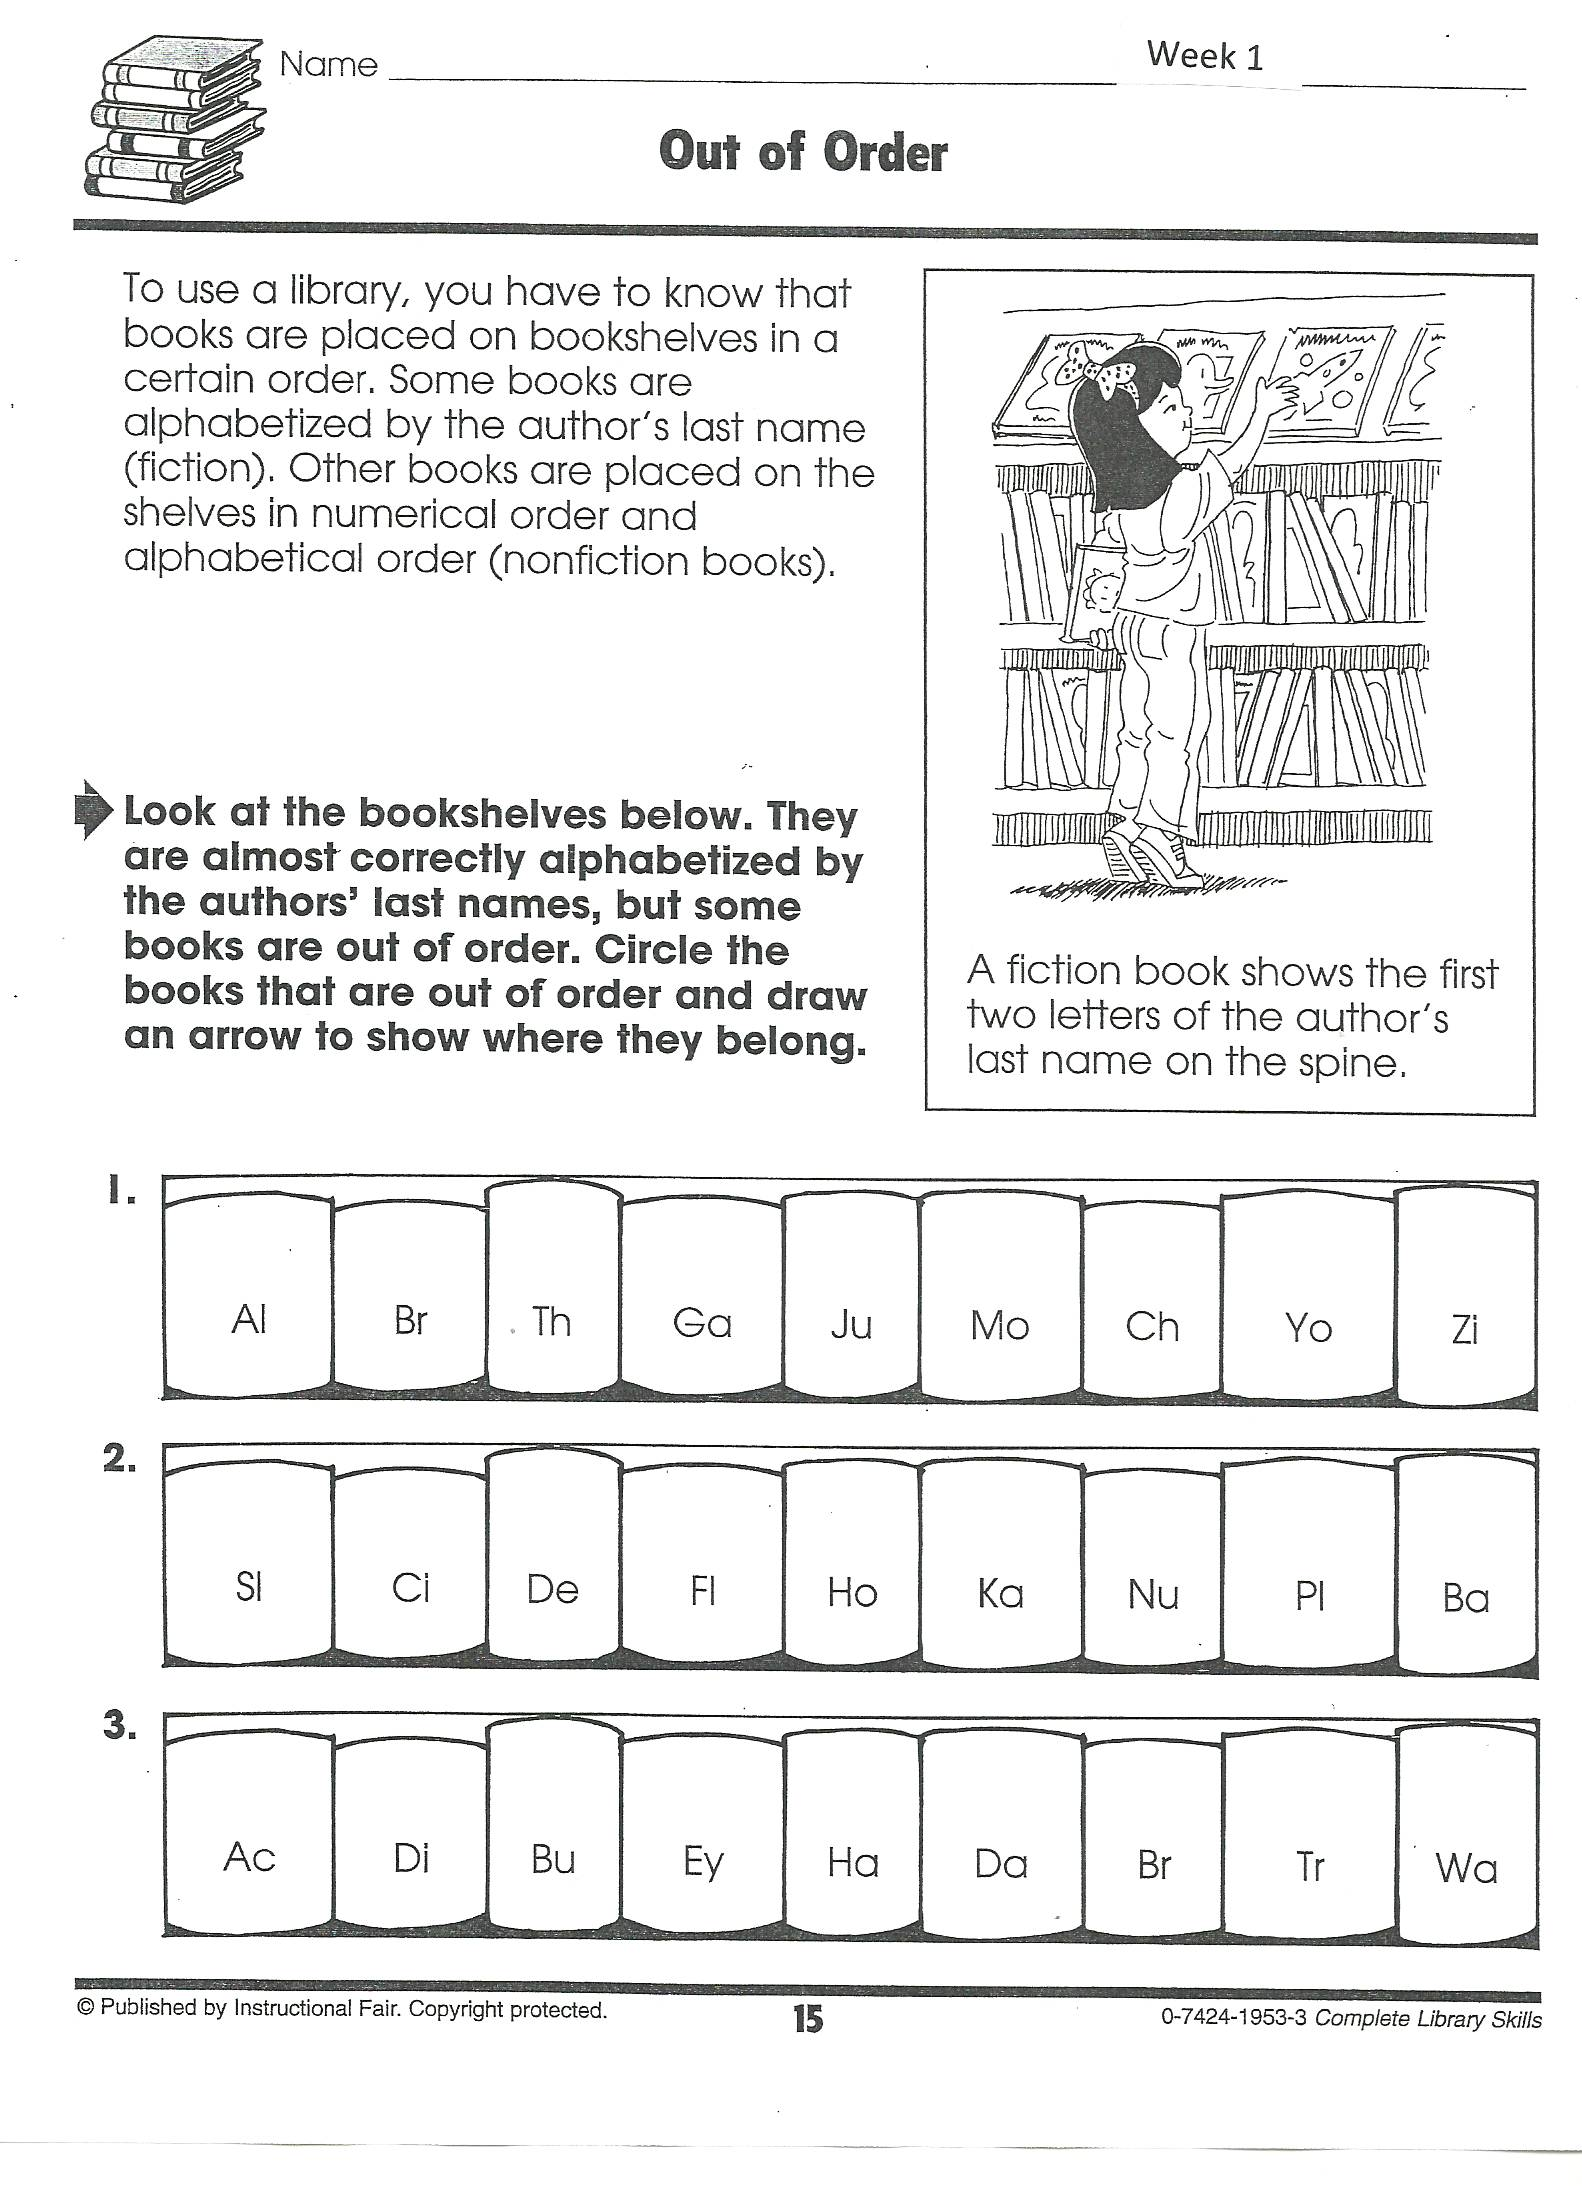 Name
Week 1
Out of Order
To use a library, you have to know that
books are placed on bookshelves in a
certain order. Some books are
alphabetized by the author's last name
(fiction). Other books are placed on the
shelves in numerical order and
alphabetical order (nonfiction books).
Look at the bookshelves below. They
are almost correctly alphabetized by
the authors' last names, but some
books are out of order. Circle the
books that are out of order and draw
an arrow to show where they belong.
A fiction book shows the first
two letters of the author's
last name on the spine.
1.
Al Br Th Ga Ju Mo Ch Yo Zi
2.
Sl Ci De Fl Ho Ka Nu Pl Ba
3.
Ac Di Bu Ey Ha Da Br Tr Wa
© Published by Instructional Fair. Copyright protected.
15
0-7424-1953-3 Complete Library Skills